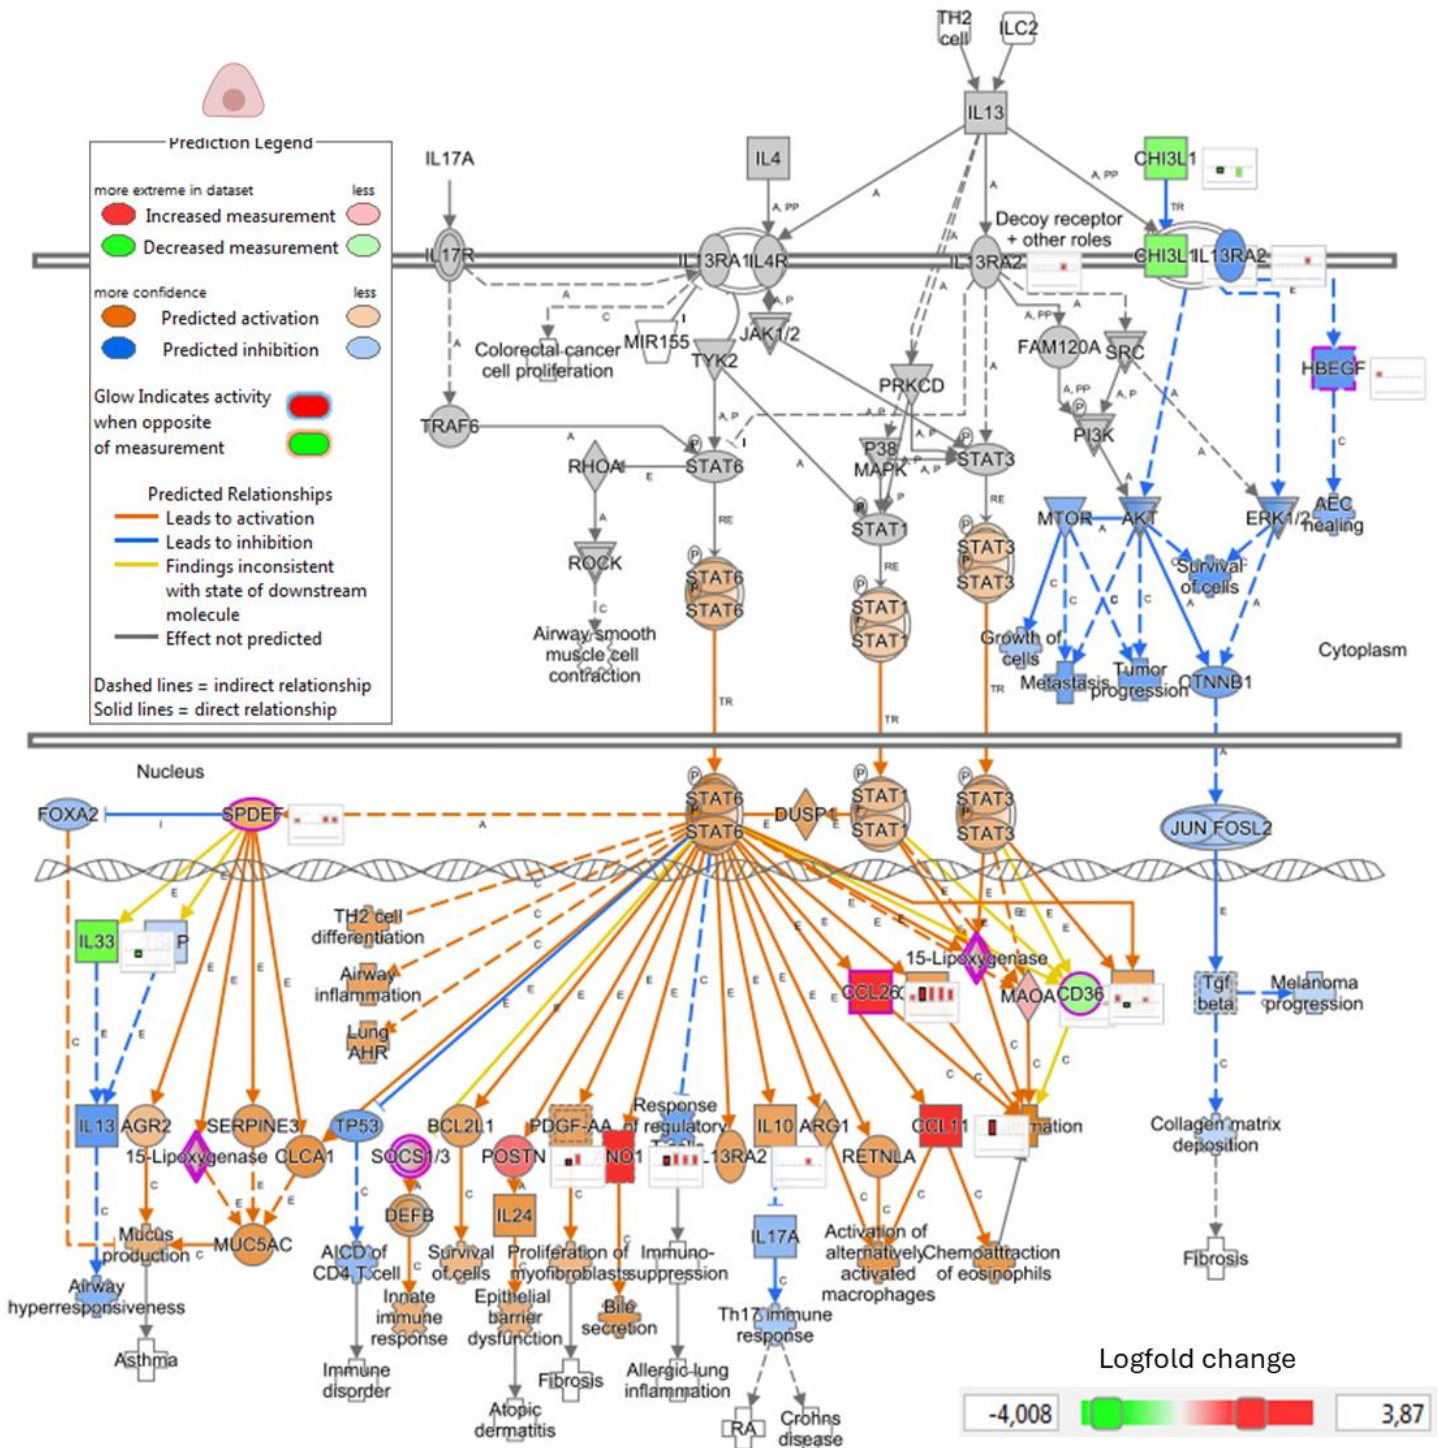 TH2
cell
ILC2
IL13
Prediction Legend
more extreme in dataset
less
Increased measurement
Decreased measurement
more confidence
less
Predicted activation
Predicted inhibition
Glow Indicates activity
when opposite
of measurement
Predicted Relationships
Leads to activation
Leads to inhibition
Findings inconsistent
with state of downstream
molecule
Effect not predicted
Dashed lines = indirect relationship
Solid lines = direct relationship
IL17A
IL4
CHI3L1
A, PP
A
A
A, PP
TR
Decoy receptor
+ other roles
IL17R
IL13RA1
IL4R
IL13RA2
CHI3L1
IL13RA2
A
C
I
A, P
A
A
E
Colorectal cancer
cell proliferation
MIR155
TYK2
JAK1/2
PRKCD
FAM120A
SRC
HBEGF
A, PP
A
A, P
A, PP
A, P
TRAF6
A
RHOA
E
STAT6
I
A
P38
MAPK
A, P
STAT3
PI3K
A
C
A
ROCK
C
RE
STAT1
RE
RE
MTOR
A
AKT
ERK1/2
AEC
healing
Survival
of cells
STAT6
STAT6
STAT1
STAT1
STAT3
STAT3
Airway smooth
muscle cell
contraction
Growth of
cells
Metastasis
Tumor
progression
CTNNB1
Cytoplasm
TR
TR
TR
A
Nucleus
FOXA2
I
SPDEF
A
STAT6
STAT6
E
DUSP1
E
STAT1
STAT1
STAT3
STAT3
JUN FOSL2
IL33
P
TH2 cell
differentiation
Airway
inflammation
Lung
AHR
15-Lipoxygenase
CCL26
MAOA
CD36
Tgf
beta
Melanoma
progression
E
C
IL13
AGR2
SERPINE3
15-Lipoxygenase
CLCA1
TP53
SOCS1/3
BCL2L1
POSTN
PDGF-AA
NO1
Response
of regulatory
IL13RA2
IL10
ARG1
RETNLA
CCL11
mation
Collagen matrix
deposition
Mucus
production
C
MUC5AC
AICD of
CD4 T cell
DEFB
Survival
of cells
IL24
Proliferation of
myofibroblasts
Immuno-
suppression
IL17A
Activation of
alternatively
activated
macrophages
Chemoattraction
of eosinophils
Fibrosis
Airway
hyperresponsiveness
Innate
immune
response
Epithelial
barrier
dysfunction
Bile
secretion
Th17 immune
response
Asthma
Immune
disorder
Fibrosis
Allergic lung
inflammation
Atopic
dermatitis
RA
Crohns
disease
Logfold change
-4,008
3,87